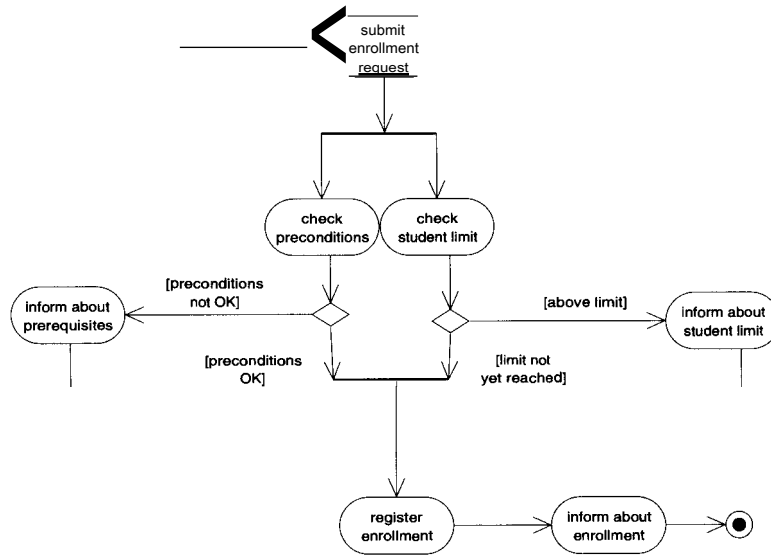 submit
enrollment
request
check
preconditions
check
student limit
[preconditions
not OK]
[above limit]
inform about
prerequisites
inform about
student limit
[preconditions
OK]
[limit not
yet reached]
register
enrollment
inform about
enrollment